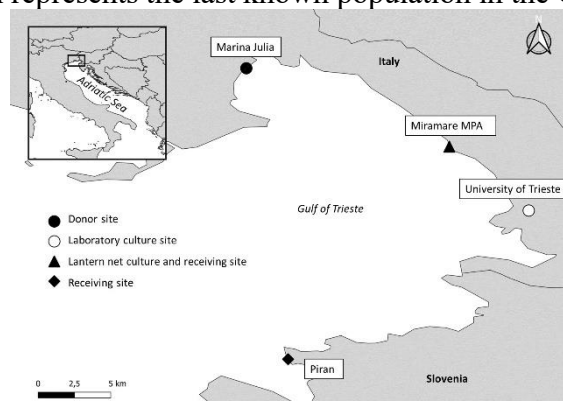 represents the last known population in the
Marina Julia
N
Italy
Adriatic Sea
Miramare MPA
University of Trieste
Gulf of Trieste
Donor site
Laboratory culture site
Lantern net culture and receiving site
Receiving site
Piran
Slovenia
0 2,5 5 km